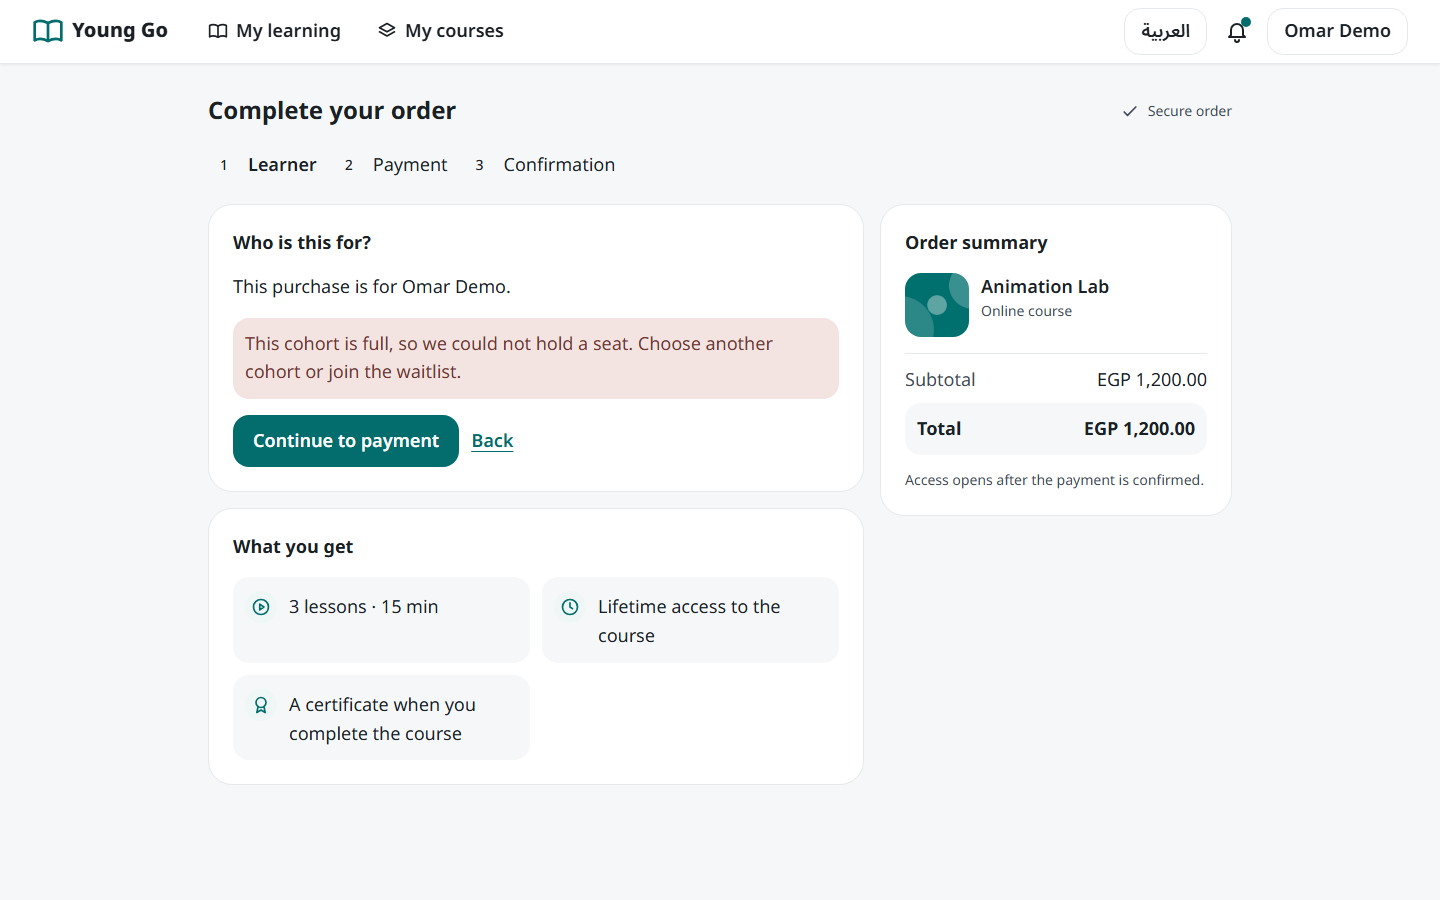 Young Go
My learning
My courses
العربية
Omar Demo
Complete your order
Secure order
1 Learner 2 Payment 3 Confirmation
Who is this for?
This purchase is for Omar Demo.
This cohort is full, so we could not hold a seat. Choose another
cohort or join the waitlist.
Continue to payment
Back
What you get
3 lessons · 15 min
Lifetime access to the
course
A certificate when you
complete the course
Order summary
Animation Lab
Online course
Subtotal EGP 1,200.00
Total EGP 1,200.00
Access opens after the payment is confirmed.